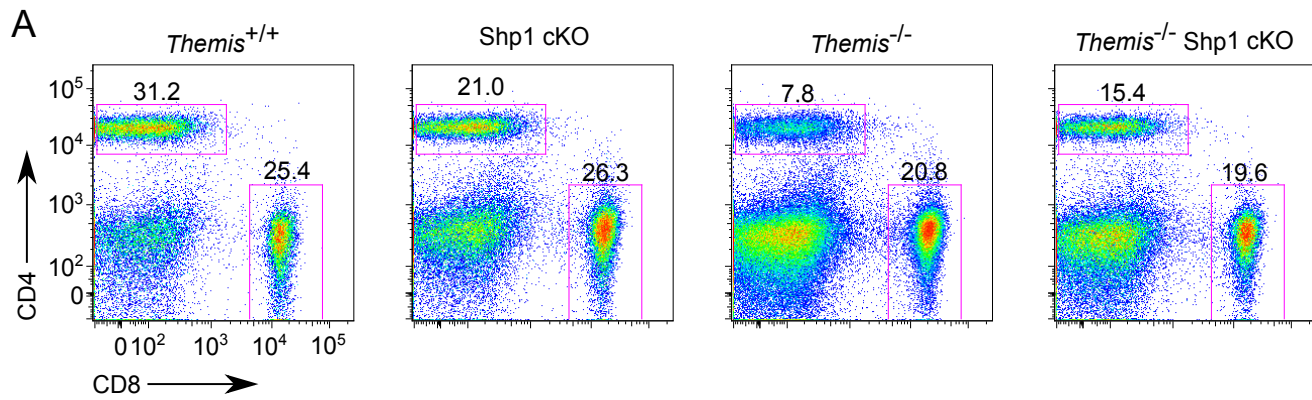 A
Themis+/+ Shp1 cKO Themis-/- Themis-/- Shp1 cKO
31.2 21.0 7.8 15.4
25.4 26.3 20.8 19.6
10^5
10^4
10^3
10^2
0
CD4
0 10^2 10^3 10^4 10^5
CD8